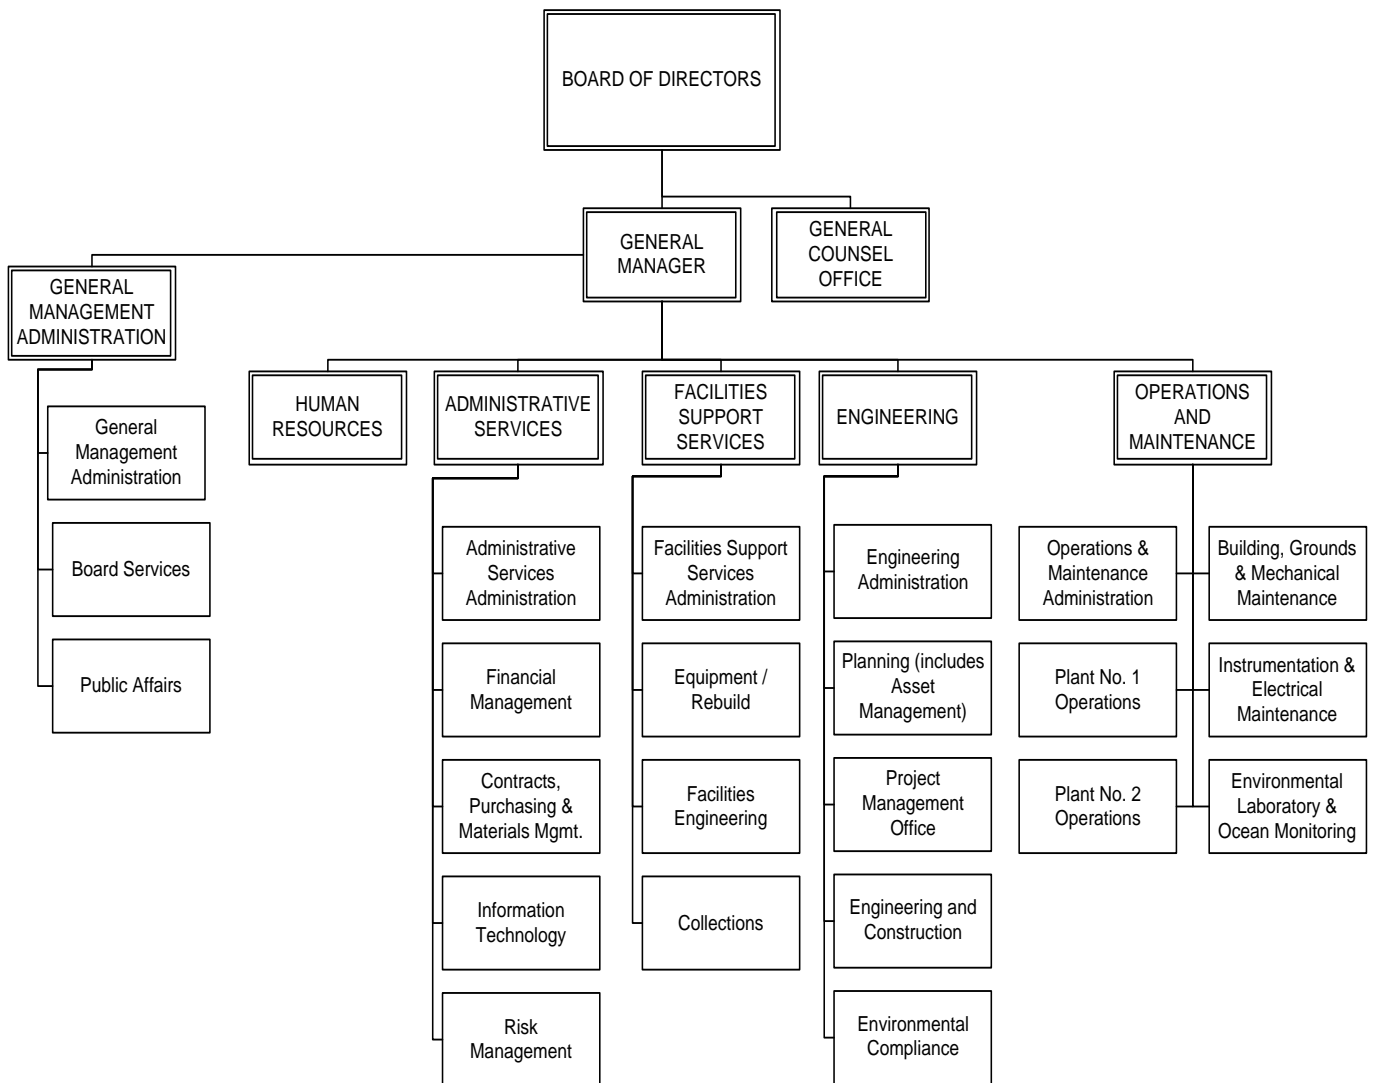 BOARD OF DIRECTORS
GENERAL
MANAGER
GENERAL
COUNSEL
OFFICE
GENERAL
MANAGEMENT
ADMINISTRATION
HUMAN
RESOURCES
ADMINISTRATIVE
SERVICES
FACILITIES
SUPPORT
SERVICES
ENGINEERING
OPERATIONS
AND
MAINTENANCE
General
Management
Administration
Board Services
Public Affairs
Administrative
Services
Administration
Financial
Management
Contracts,
Purchasing &
Materials Mgmt.
Information
Technology
Risk
Management
Facilities Support
Services
Administration
Equipment /
Rebuild
Facilities
Engineering
Collections
Engineering
Administration
Planning (includes
Asset
Management)
Project
Management
Office
Engineering and
Construction
Environmental
Compliance
Operations &
Maintenance
Administration
Plant No. 1
Operations
Plant No. 2
Operations
Building, Grounds
& Mechanical
Maintenance
Instrumentation &
Electrical
Maintenance
Environmental
Laboratory &
Ocean Monitoring